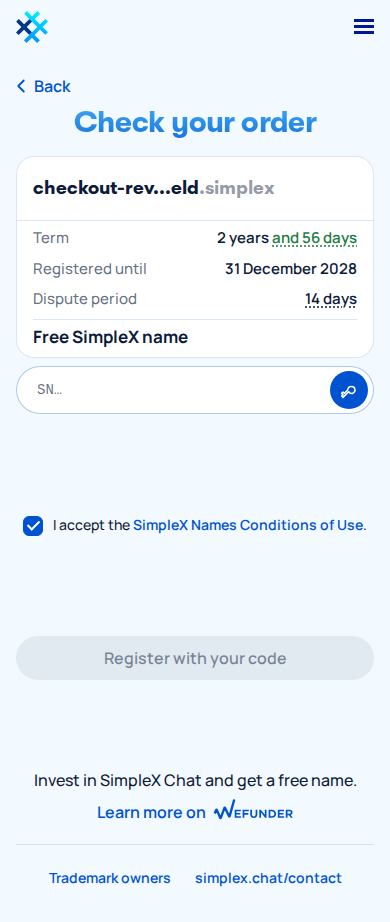 Back
Check your order
checkout-rev...eld.simplex
Term 2 years and 56 days
Registered until 31 December 2028
Dispute period 14 days
Free SimpleX name
SN…
I accept the SimpleX Names Conditions of Use.
Register with your code
Invest in SimpleX Chat and get a free name.
Learn more on WEFUNDER
Trademark owners simplex.chat/contact